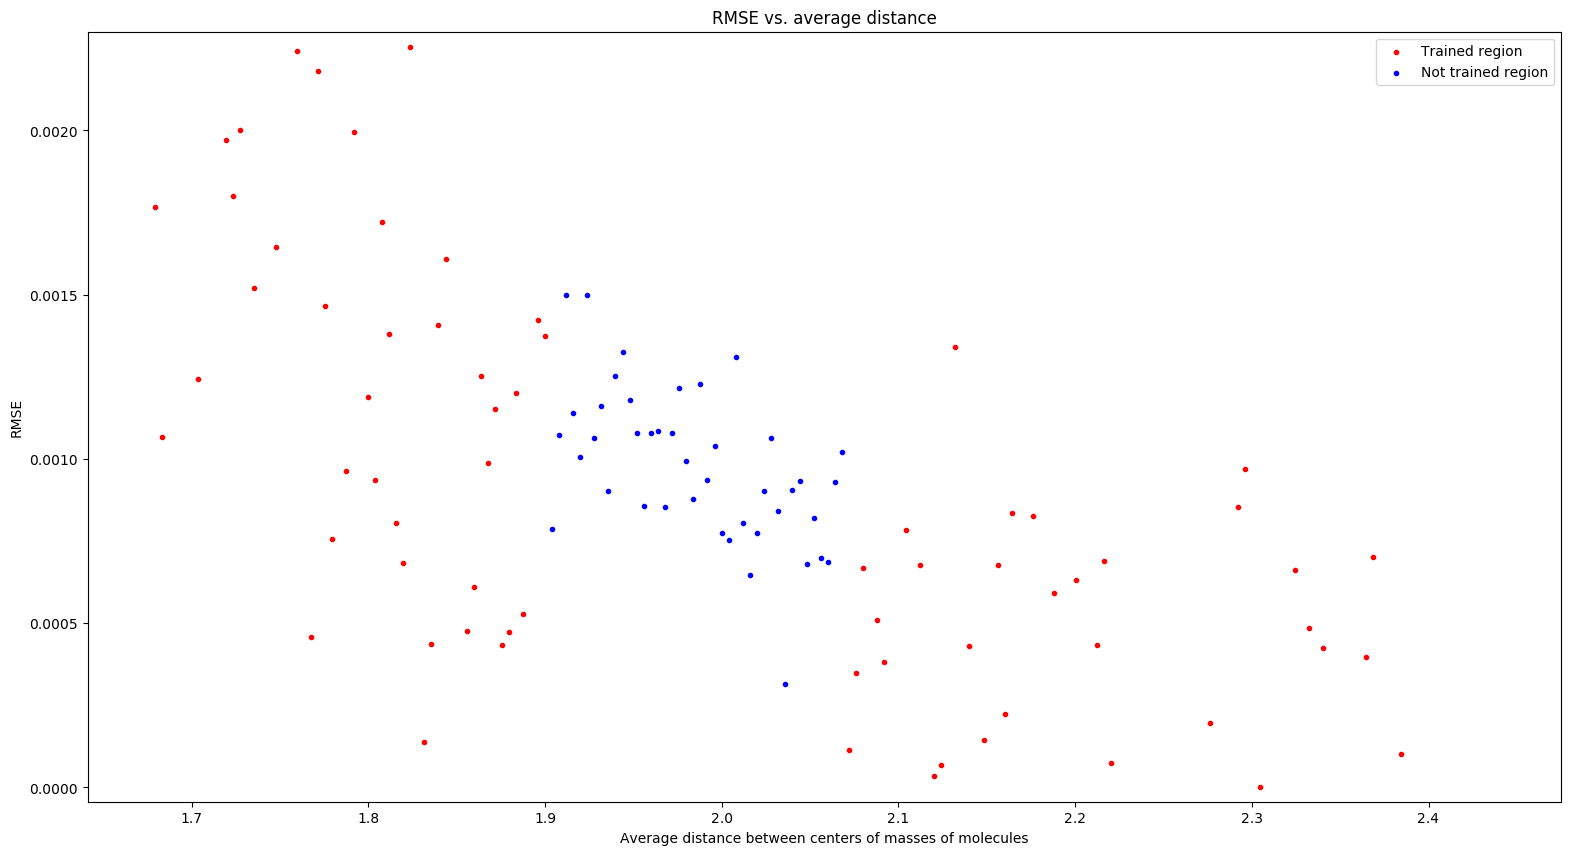 RMSE vs. average distance
Trained region
Not trained region
RMSE
0.0020
0.0015
0.0010
0.0005
0.0000
1.7 1.8 1.9 2.0 2.1 2.2 2.3 2.4
Average distance between centers of masses of molecules